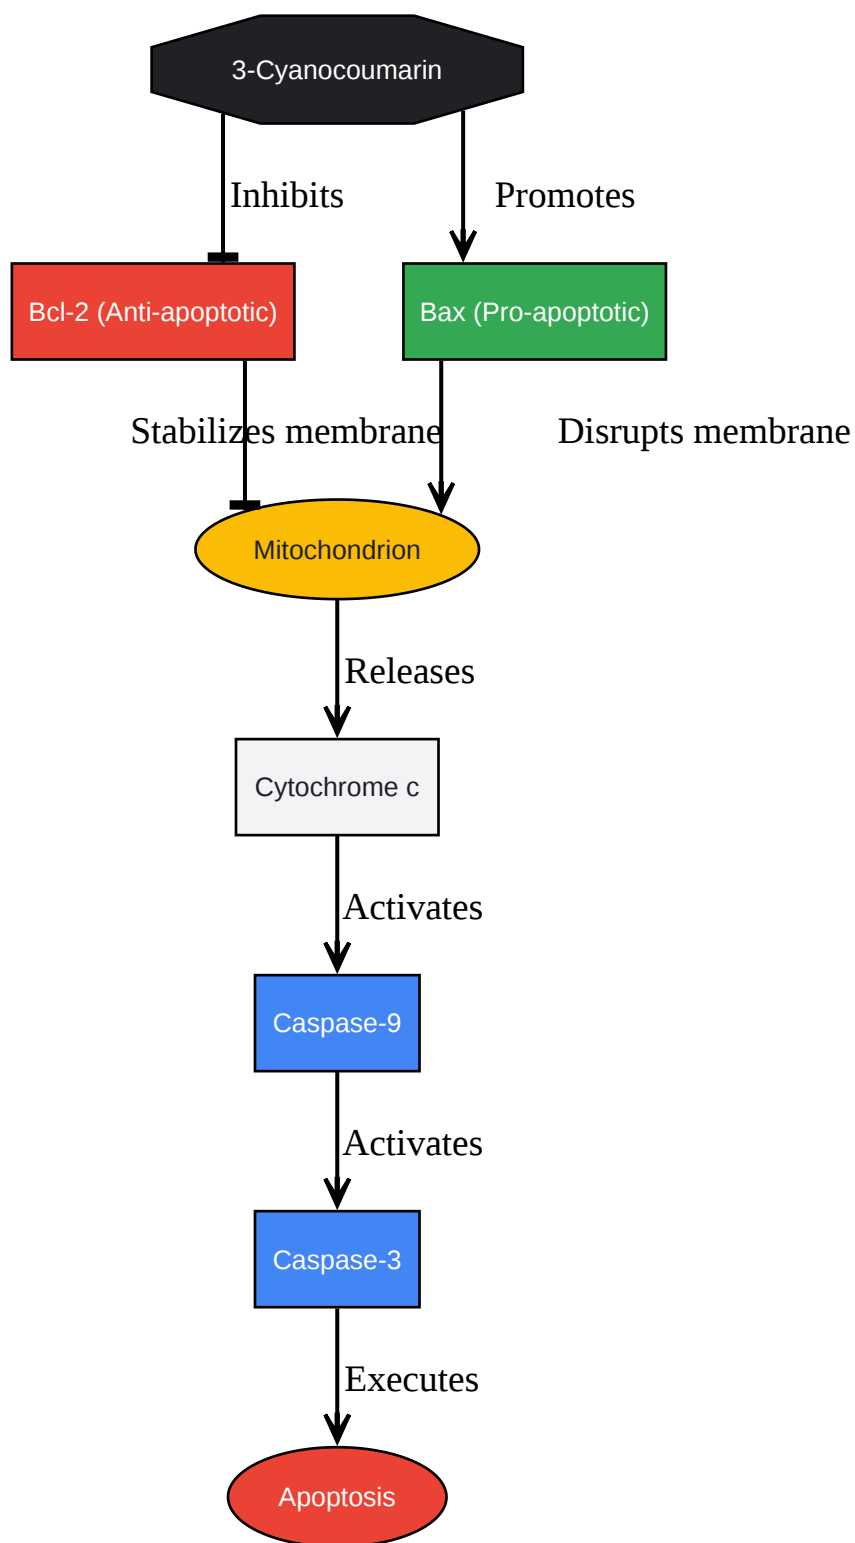 3-Cyanocoumarin
Inhibits
Promotes
Bcl-2 (Anti-apoptotic)
Bax (Pro-apoptotic)
Stabilizes membrane
Disrupts membrane
Mitochondrion
Releases
Cytochrome c
Activates
Caspase-9
Activates
Caspase-3
Executes
Apoptosis